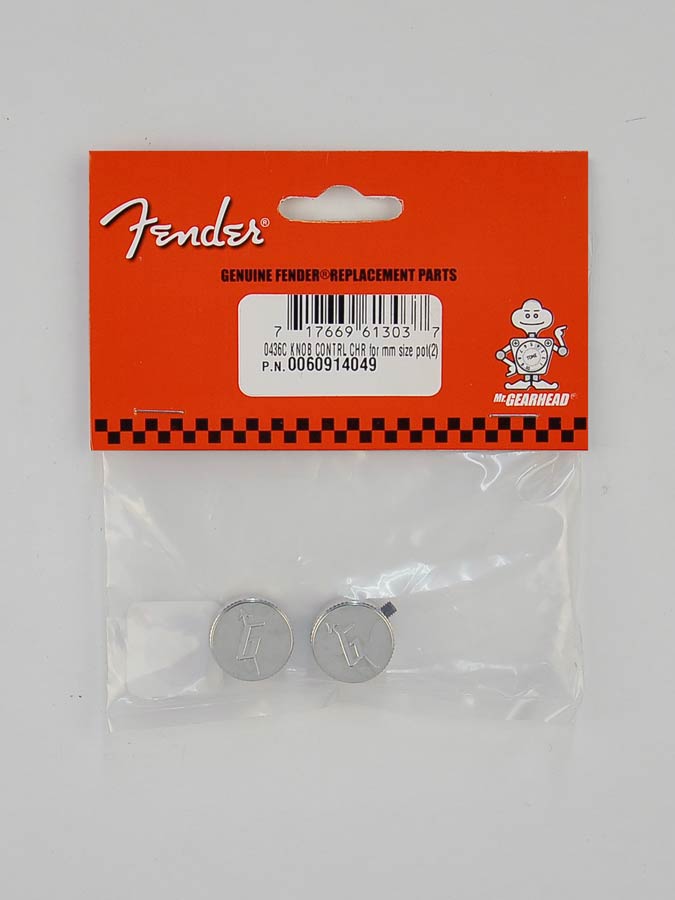 Fender®
GENUINE FENDER®REPLACEMENT PARTS
7 17669 61303 7
0436C KNOB CONTRL CHR for mm size pot(2)
P.N. 0060914049
TONE
Mr. GEARHEAD®
G G